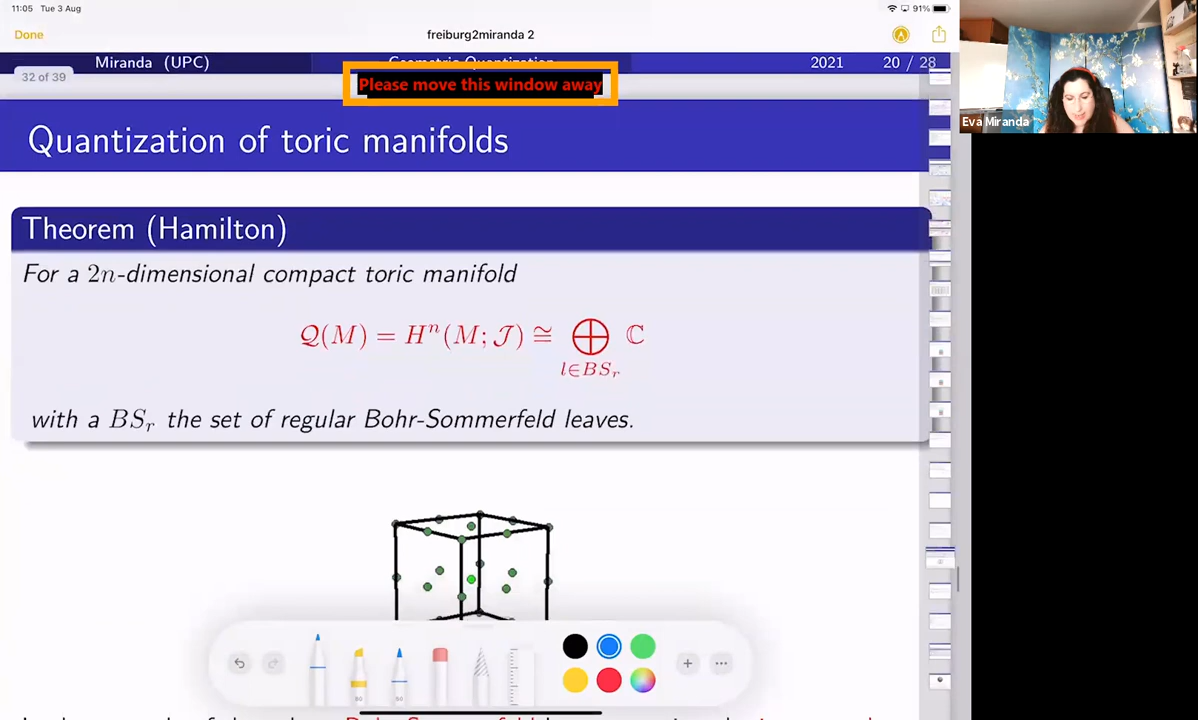 11:05 Tue 3 Aug
91%
Done
freiburg2miranda 2
Miranda (UPC)
Geometric Quantization
2021
20 / 28
32 of 39
Please move this window away
Eva Miranda
Quantization of toric manifolds
Theorem (Hamilton)
For a 2n-dimensional compact toric manifold
𝒬(M) = Hⁿ(M; 𝒥) ≅ ⨁ ℂ
l∈BS_r
with a BS_r the set of regular Bohr-Sommerfeld leaves.